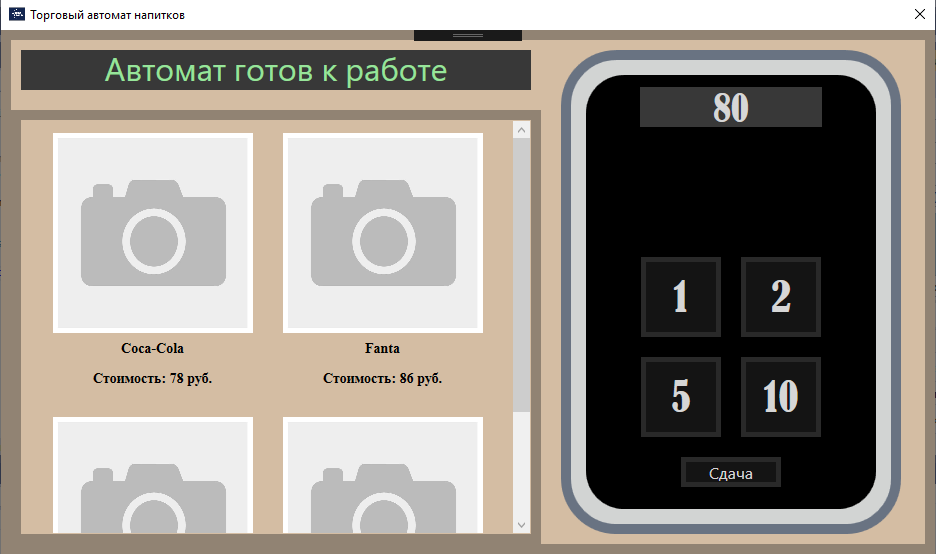 Торговый автомат напитков
Автомат готов к работе
80
Coca-Cola
Fanta
Стоимость: 78 руб.
Стоимость: 86 руб.
1
2
5
10
Сдача